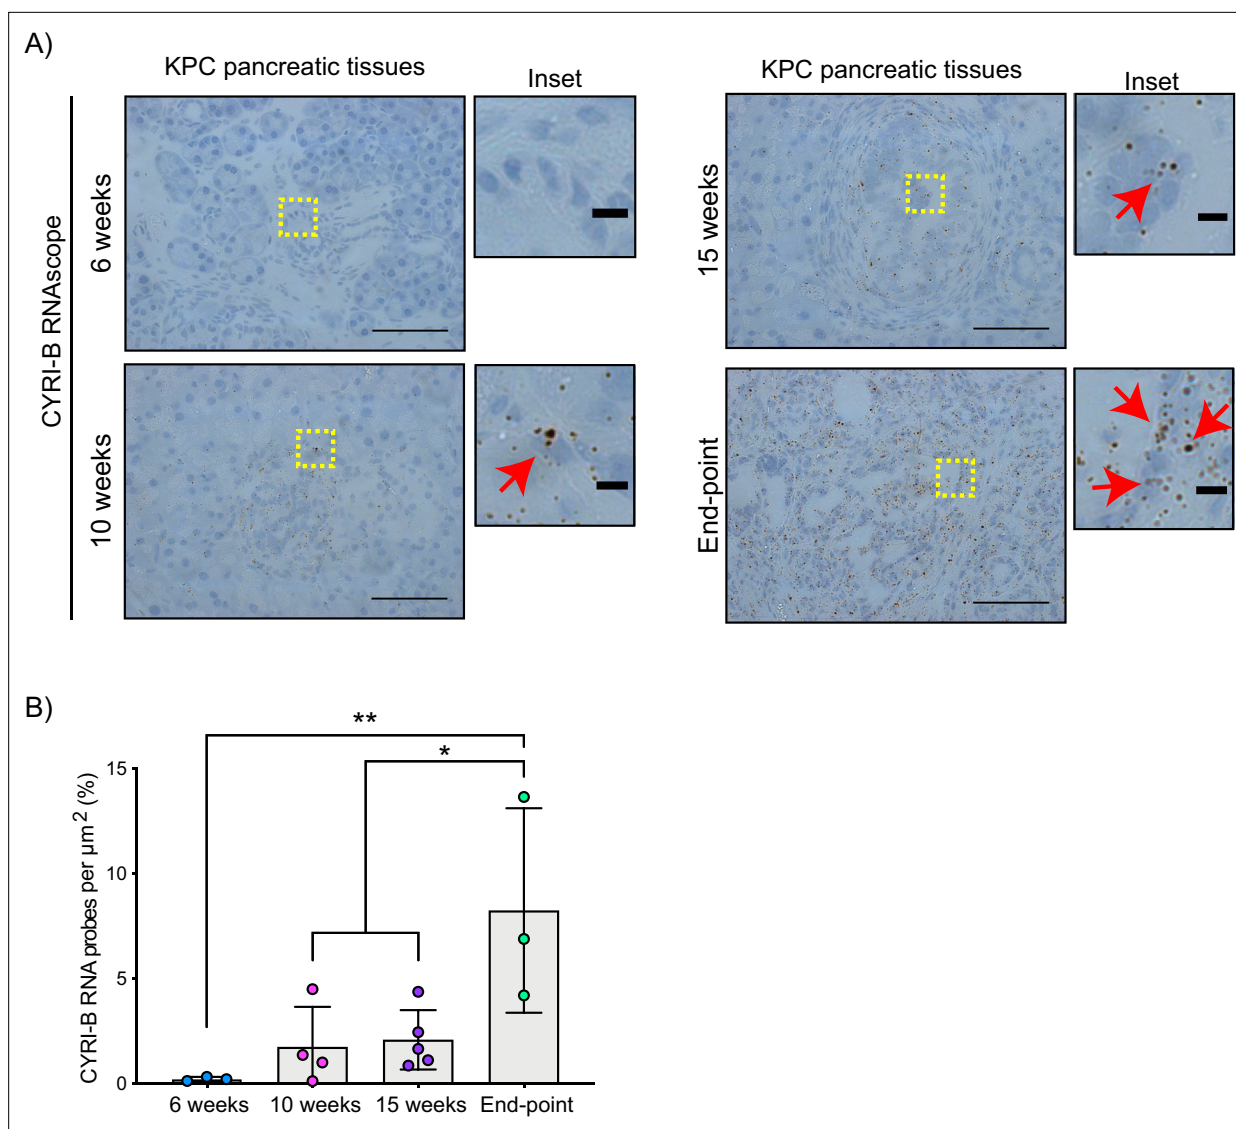 A)
KPC pancreatic tissues
Inset
KPC pancreatic tissues
Inset
CYRI-B RNAscope
6 weeks
15 weeks
10 weeks
End-point
B)
**
*
CYRI-B RNA probes per µm² (%)
15
10
5
0
6 weeks
10 weeks
15 weeks
End-point